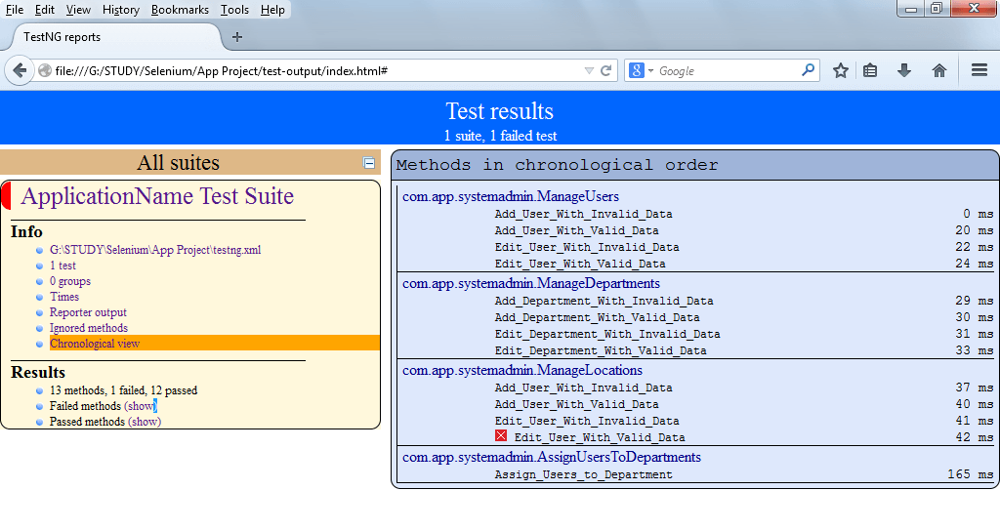 File Edit View History Bookmarks Tools Help
TestNG reports
file:///G:/STUDY/Selenium/App Project/test-output/index.html#
Google
Test results
1 suite, 1 failed test
All suites
ApplicationName Test Suite
Info
G:\STUDY\Selenium\App Project\testng.xml
1 test
0 groups
Times
Reporter output
Ignored methods
Chronological view
Results
13 methods, 1 failed, 12 passed
Failed methods (show)
Passed methods (show)
Methods in chronological order
com.app.systemadmin.ManageUsers
Add_User_With_Invalid_Data 0 ms
Add_User_With_Valid_Data 20 ms
Edit_User_With_Invalid_Data 22 ms
Edit_User_With_Valid_Data 24 ms
com.app.systemadmin.ManageDepartments
Add_Department_With_Invalid_Data 29 ms
Add_Department_With_Valid_Data 30 ms
Edit_Department_With_Invalid_Data 31 ms
Edit_Department_With_Valid_Data 33 ms
com.app.systemadmin.ManageLocations
Add_User_With_Invalid_Data 37 ms
Add_User_With_Valid_Data 40 ms
Edit_User_With_Invalid_Data 41 ms
Edit_User_With_Valid_Data 42 ms
com.app.systemadmin.AssignUsersToDepartments
Assign_Users_to_Department 165 ms